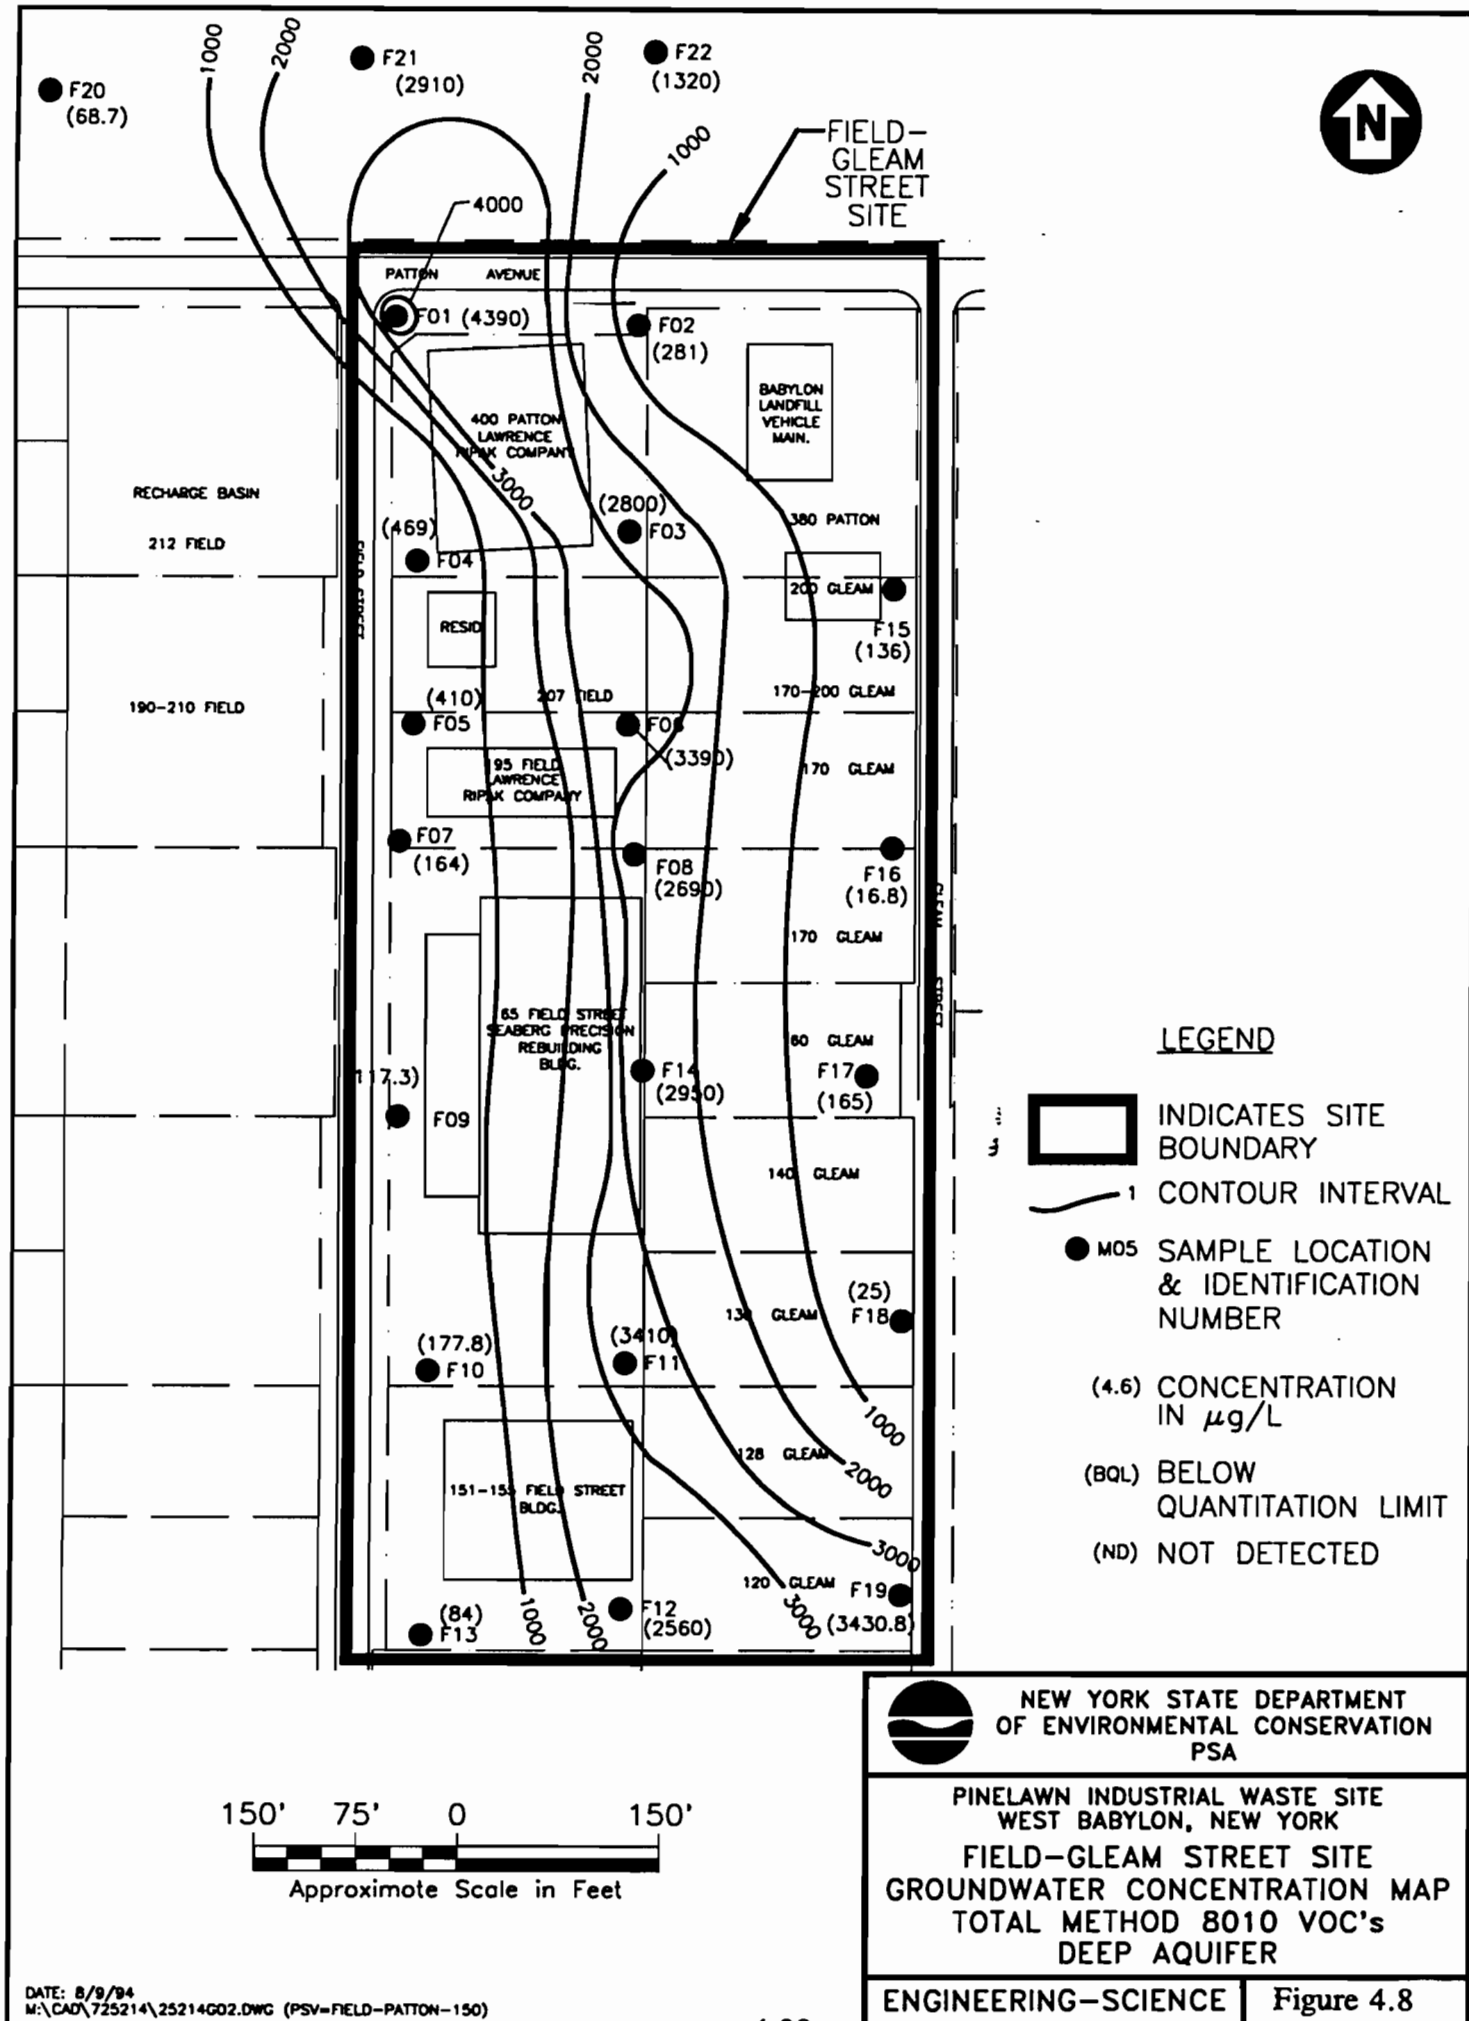 1000
2000
F21
(2910)
2000
F22
(1320)
F20
(68.7)
1000
FIELD-
GLEAM
STREET
SITE
N
4000
PATTON AVENUE
F01 (4390)
F02
(281)
BABYLON
LANDFILL
VEHICLE
MAIN.
400 PATTON
LAWRENCE
RIPAK COMPANY
3000
RECHARGE BASIN
212 FIELD
(469)
F04
(2800)
F03
380 PATTON
FIELD STREET
200 GLEAM
F15
(136)
RESID
207 FIELD
170-200 GLEAM
190-210 FIELD
(410)
F05
F06
(3390)
195 FIELD
LAWRENCE
RIPAK COMPANY
170 GLEAM
F07
(164)
F08
(2690)
F16
(16.8)
GLEAM STREET
170 GLEAM
65 FIELD STREET
SEABERG PRECISION
REBUILDING
BLDG.
60 GLEAM
F14
(2950)
F17
(165)
117.3)
F09
140 GLEAM
(25)
F18
130 GLEAM
(177.8)
F10
(3410)
F11
1000
128 GLEAM
2000
151-155 FIELD STREET
BLDG.
3000
120 GLEAM
F19
(3430.8)
3000
(84)
F13
1000
2000
F12
(2560)
LEGEND
INDICATES SITE
BOUNDARY
1 CONTOUR INTERVAL
M05 SAMPLE LOCATION
& IDENTIFICATION
NUMBER
(4.6) CONCENTRATION
IN µg/L
(BQL) BELOW
QUANTITATION LIMIT
(ND) NOT DETECTED
NEW YORK STATE DEPARTMENT
OF ENVIRONMENTAL CONSERVATION
PSA
PINELAWN INDUSTRIAL WASTE SITE
WEST BABYLON, NEW YORK
FIELD-GLEAM STREET SITE
GROUNDWATER CONCENTRATION MAP
TOTAL METHOD 8010 VOC's
DEEP AQUIFER
ENGINEERING-SCIENCE
Figure 4.8
150' 75' 0 150'
Approximate Scale in Feet
DATE: 8/9/94
M:\CAD\725214\25214G02.DWG (PSV=FIELD-PATTON-150)